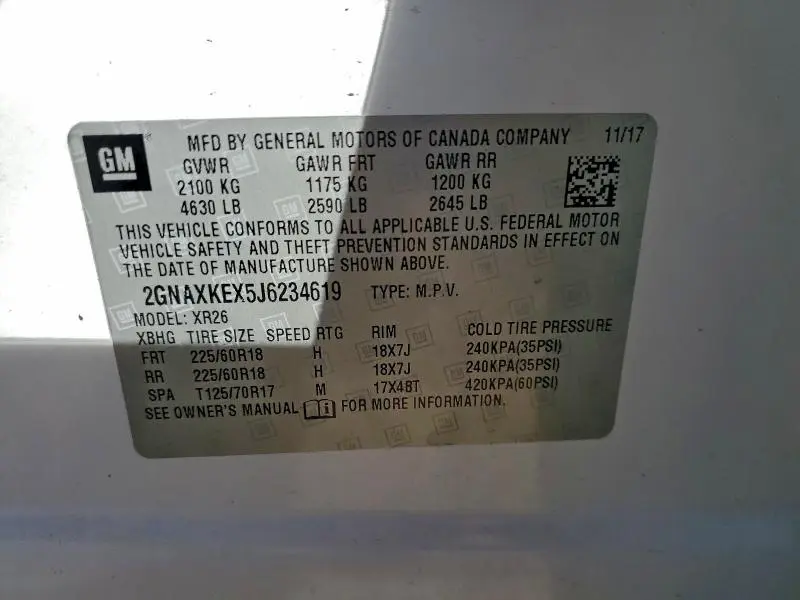 GM
MFD BY GENERAL MOTORS OF CANADA COMPANY 11/17
GVWR GAWR FRT GAWR RR
2100 KG 1175 KG 1200 KG
4630 LB 2590 LB 2645 LB
THIS VEHICLE CONFORMS TO ALL APPLICABLE U.S. FEDERAL MOTOR
VEHICLE SAFETY AND THEFT PREVENTION STANDARDS IN EFFECT ON
THE DATE OF MANUFACTURE SHOWN ABOVE.
2GNAXKEX5J6234619 TYPE: M.P.V.
MODEL: XR26
XBHG TIRE SIZE SPEED RTG RIM COLD TIRE PRESSURE
FRT 225/60R18 H 18X7J 240KPA(35PSI)
RR 225/60R18 H 18X7J 240KPA(35PSI)
SPA T125/70R17 M 17X4BT 420KPA(60PSI)
SEE OWNER'S MANUAL i FOR MORE INFORMATION.